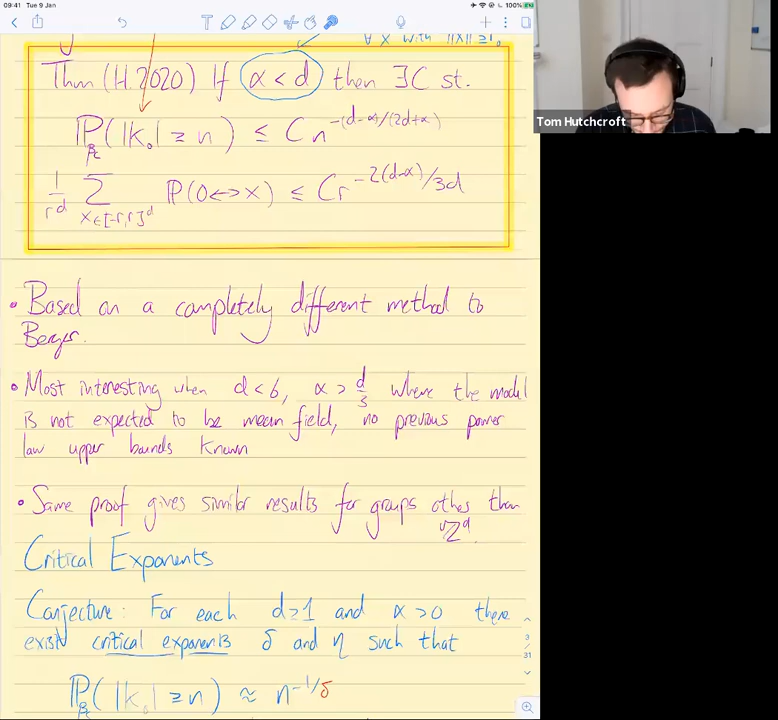 09:41 Tue 9 Jan
100%
∀ x with ||x|| ≥ 1,
Thm (H. 2020) If α < d then ∃C st.
ℙ_βc(|K₀| ≥ n) ≤ C n^{-(d-α)/(2d+α)}
1/r^d Σ_{x∈[-r,r]^d} ℙ(0↔x) ≤ C r^{-2(d-α)/3d}
• Based on a completely different method to
Berger.
• Most interesting when d<6, α > d/3 where the model
is not expected to be mean field, no previous power
law upper bounds known
• Same proof gives similar results for groups other than
ℤ^d
Critical Exponents
Conjecture: For each d≥1 and α>0 there
exist critical exponents δ and η such that
ℙ_βc(|K₀| ≥ n) ≈ n^{-1/δ}
3
31
Tom Hutchcroft